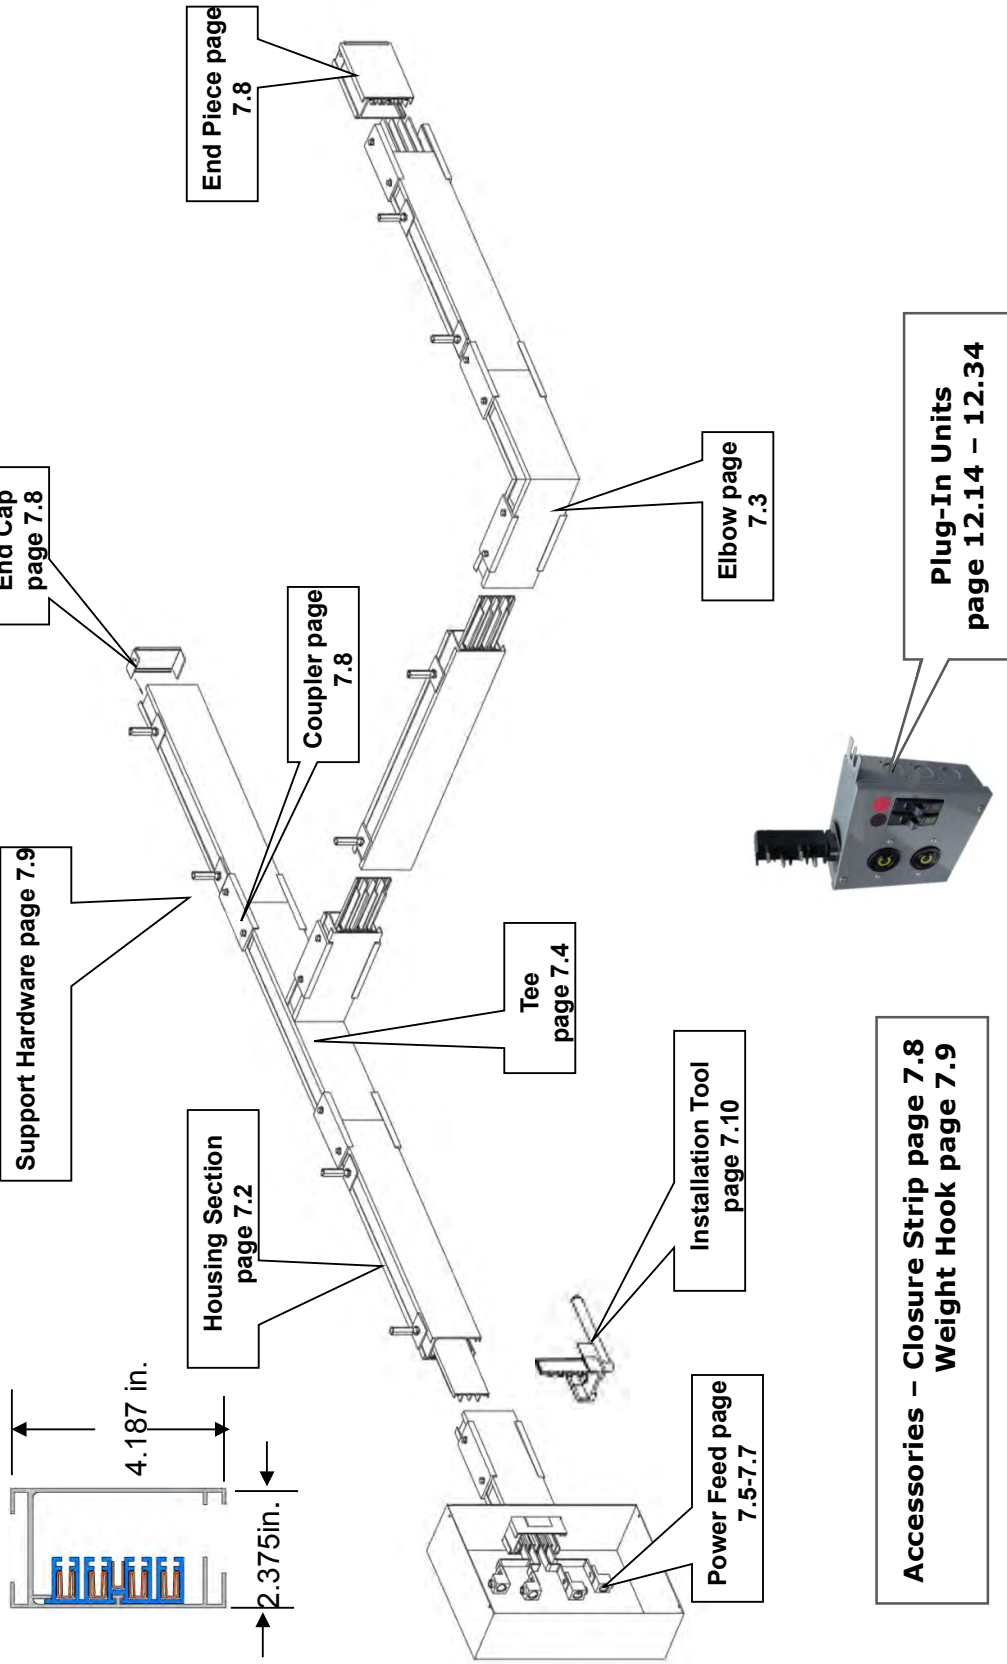 End Piece page
7.8
End Cap
page 7.8
Support Hardware page 7.9
Coupler page
7.8
Housing Section
page 7.2
4.187 in.
2.375in.
Elbow page
7.3
Tee
page 7.4
Installation Tool
page 7.10
Power Feed page
7.5-7.7
Plug-In Units
page 12.14 – 12.34
Accessories – Closure Strip page 7.8
Weight Hook page 7.9